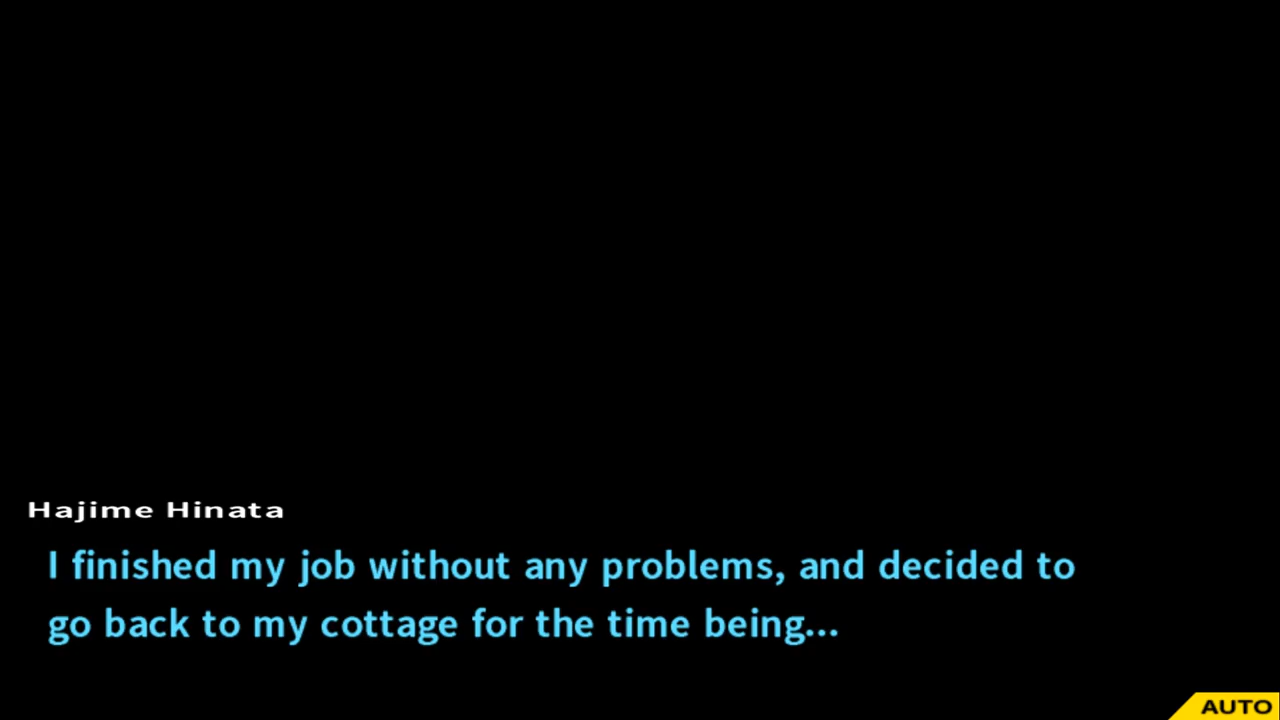 Hajime Hinata
I finished my job without any problems, and decided to
go back to my cottage for the time being...
AUTO